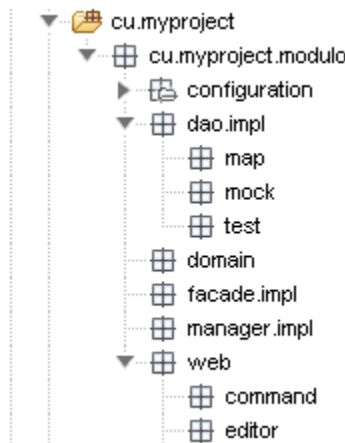 cu.myproject
cu.myproject.modulo
configuration
dao.impl
map
mock
test
domain
facade.impl
manager.impl
web
command
editor